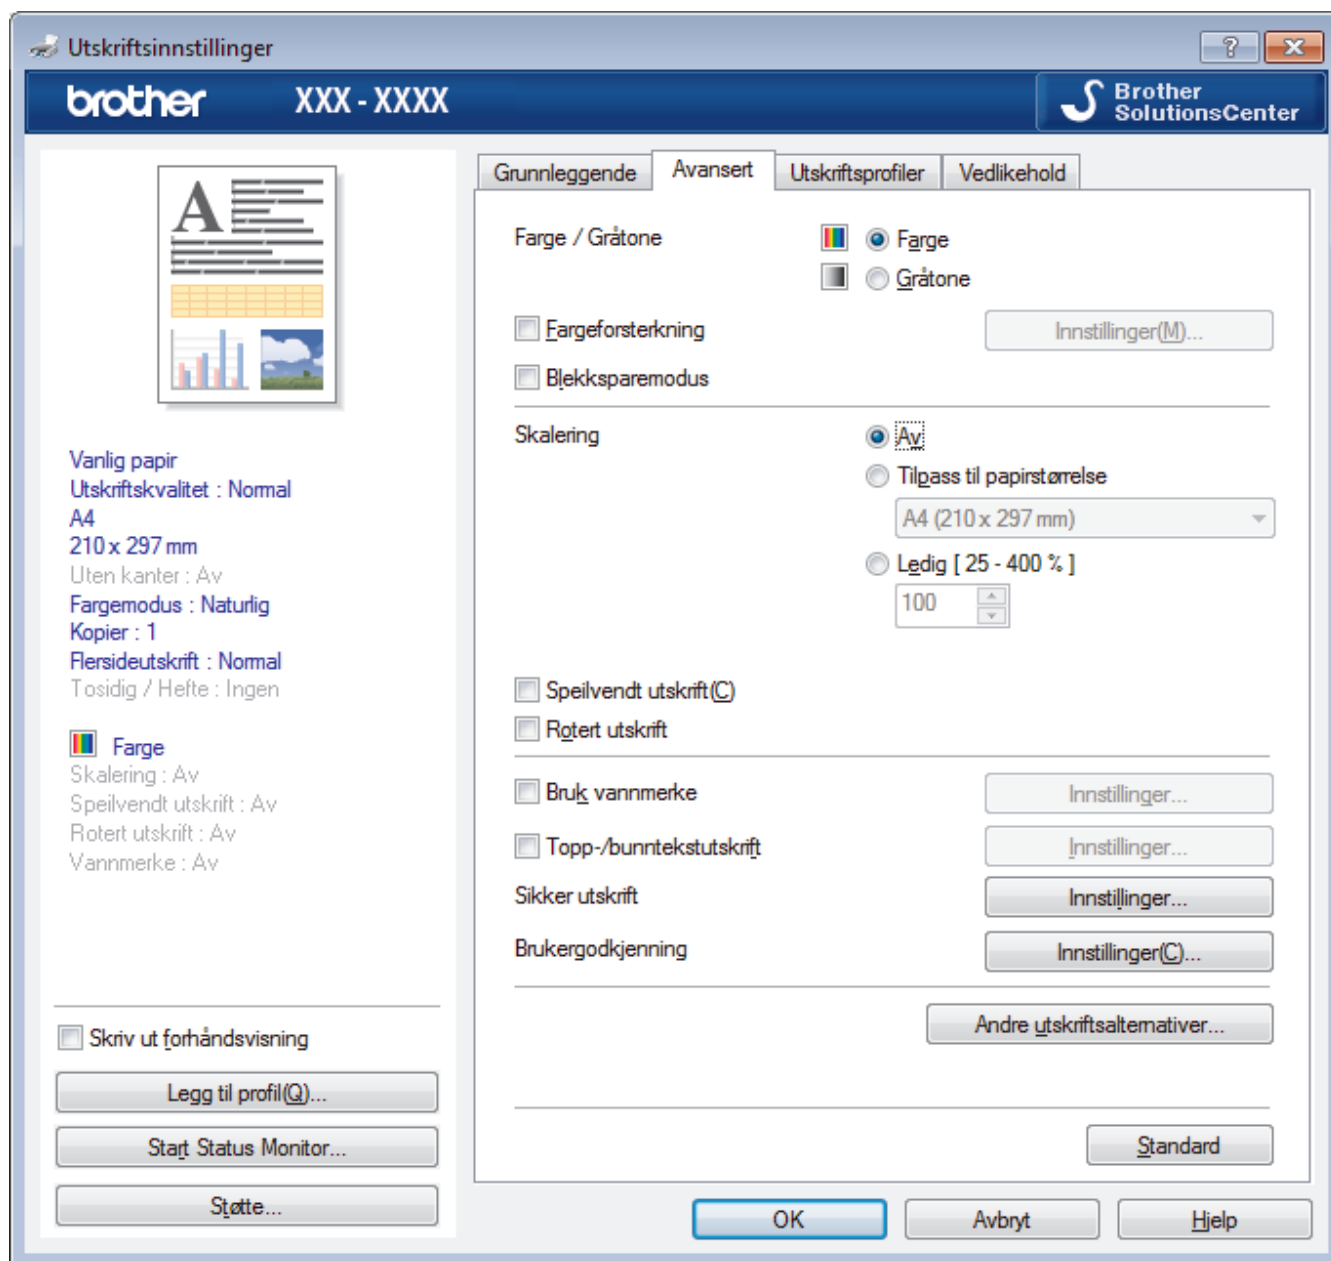 Utskriftsinnstillinger
brother XXX - XXXX
Brother
SolutionsCenter
A
Vanlig papir
Utskriftskvalitet : Normal
A4
210 x 297 mm
Uten kanter : Av
Fargemodus : Naturlig
Kopier : 1
Flersideutskrift : Normal
Tosidig / Hefte : Ingen
Farge
Skalering : Av
Speilvendt utskrift : Av
Rotert utskrift : Av
Vannmerke : Av
Skriv ut forhåndsvisning
Legg til profil(Q)...
Start Status Monitor...
Støtte...
Grunnleggende Avansert Utskriftsprofiler Vedlikehold
Farge / Gråtone Farge
Gråtone
Fargeforsterkning Innstillinger(M)...
Blekksparemodus
Skalering Av
Tilpass til papirstørrelse
A4 (210 x 297 mm)
Ledig [ 25 - 400 % ]
100
Speilvendt utskrift(C)
Rotert utskrift
Bruk vannmerke Innstillinger...
Topp-/bunntekstutskrift Innstillinger...
Sikker utskrift Innstillinger...
Brukergodkjenning Innstillinger(C)...
Andre utskriftsalternativer...
Standard
OK Avbryt Hjelp